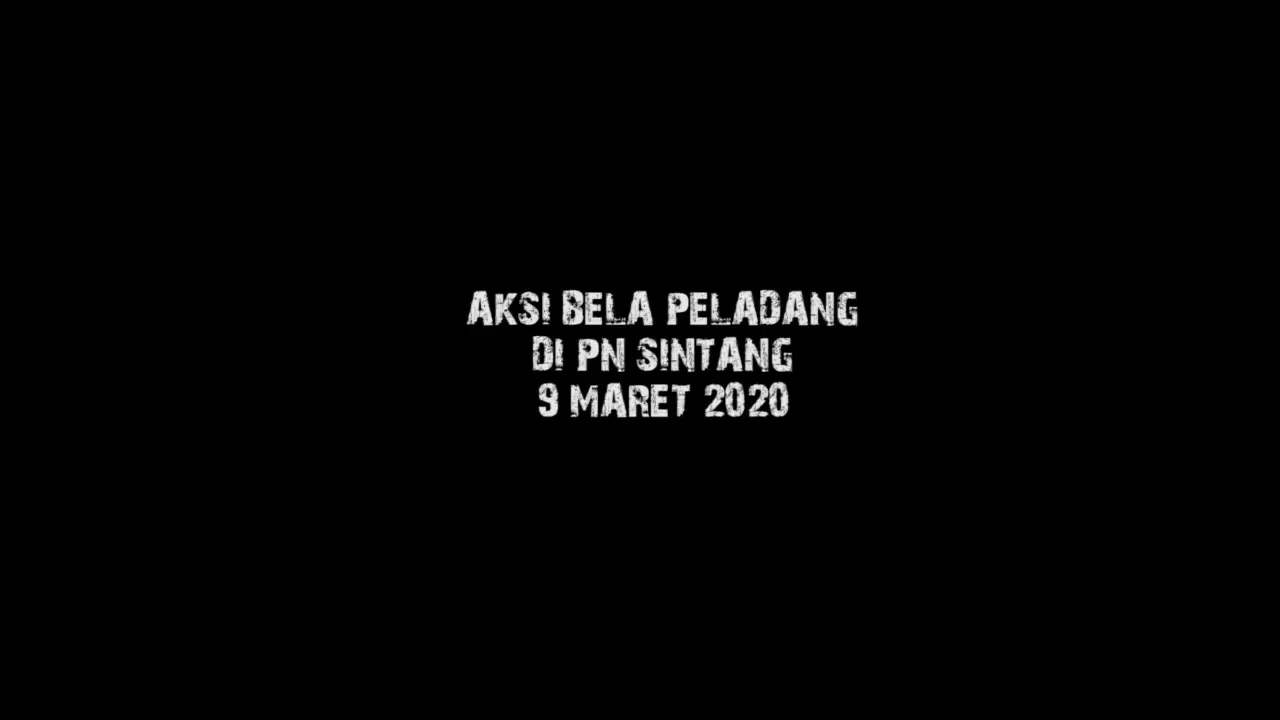 AKSI BELA PELADANG
DI PN SINTANG
9 MARET 2020